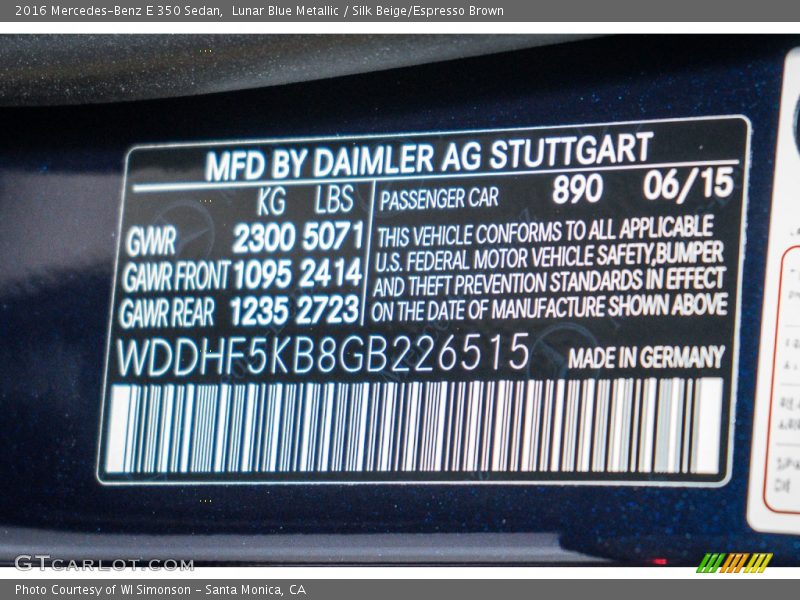 2016 Mercedes-Benz E 350 Sedan, Lunar Blue Metallic / Silk Beige/Espresso Brown
MFD BY DAIMLER AG STUTTGART
KG LBS
GVWR 2300 5071
GAWR FRONT 1095 2414
GAWR REAR 1235 2723
PASSENGER CAR 890 06/15
THIS VEHICLE CONFORMS TO ALL APPLICABLE
U.S. FEDERAL MOTOR VEHICLE SAFETY,BUMPER
AND THEFT PREVENTION STANDARDS IN EFFECT
ON THE DATE OF MANUFACTURE SHOWN ABOVE
WDDHF5KB8GB226515 MADE IN GERMANY
GTcarlot.com
Photo Courtesy of WI Simonson - Santa Monica, CA